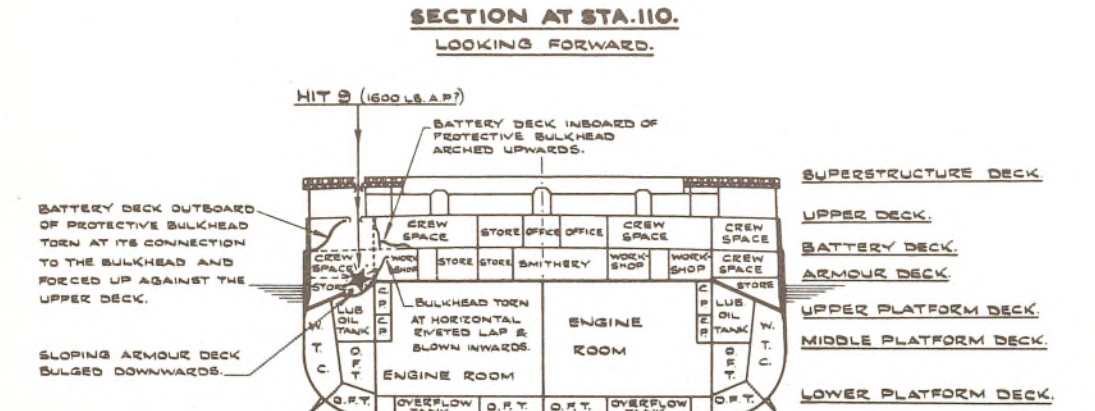 SECTION AT STA.110.
LOOKING FORWARD.
HIT 9 (1600 LB. A.P?)
BATTERY DECK INBOARD OF
PROTECTIVE BULKHEAD
ARCHED UPWARDS.
BATTERY DECK OUTBOARD
OF PROTECTIVE BULKHEAD
TORN AT ITS CONNECTION
TO THE BULKHEAD AND
FORCED UP AGAINST THE
UPPER DECK.
SLOPING ARMOUR DECK
BULGED DOWNWARDS.
CREW
SPACE
STORE
OFFICE
OFFICE
CREW
SPACE
CREW
SPACE
CREW
SPACE
WORK
SHOP
STORE
STORE
SMITHERY
WORK-
SHOP
WORK-
SHOP
CREW
SPACE
STORE
STORE
BULKHEAD TORN
AT HORIZONTAL
RIVETED LAP &
BLOWN INWARDS.
W.
T.
C.
LUB
OIL
TANK
C.
P.
C.
P
O.
F.
T.
ENGINE ROOM
ENGINE
ROOM
C.
P.
C.
P.
LUB.
OIL
TANK
O.
F.
T.
W.
T.
C.
O.F.T.
OVERFLOW
TANK
O.F.T.
O.F.T.
OVERFLOW
TANK
O.F.T.
SUPERSTRUCTURE DECK.
UPPER DECK.
BATTERY DECK.
ARMOUR DECK.
UPPER PLATFORM DECK.
MIDDLE PLATFORM DECK.
LOWER PLATFORM DECK.